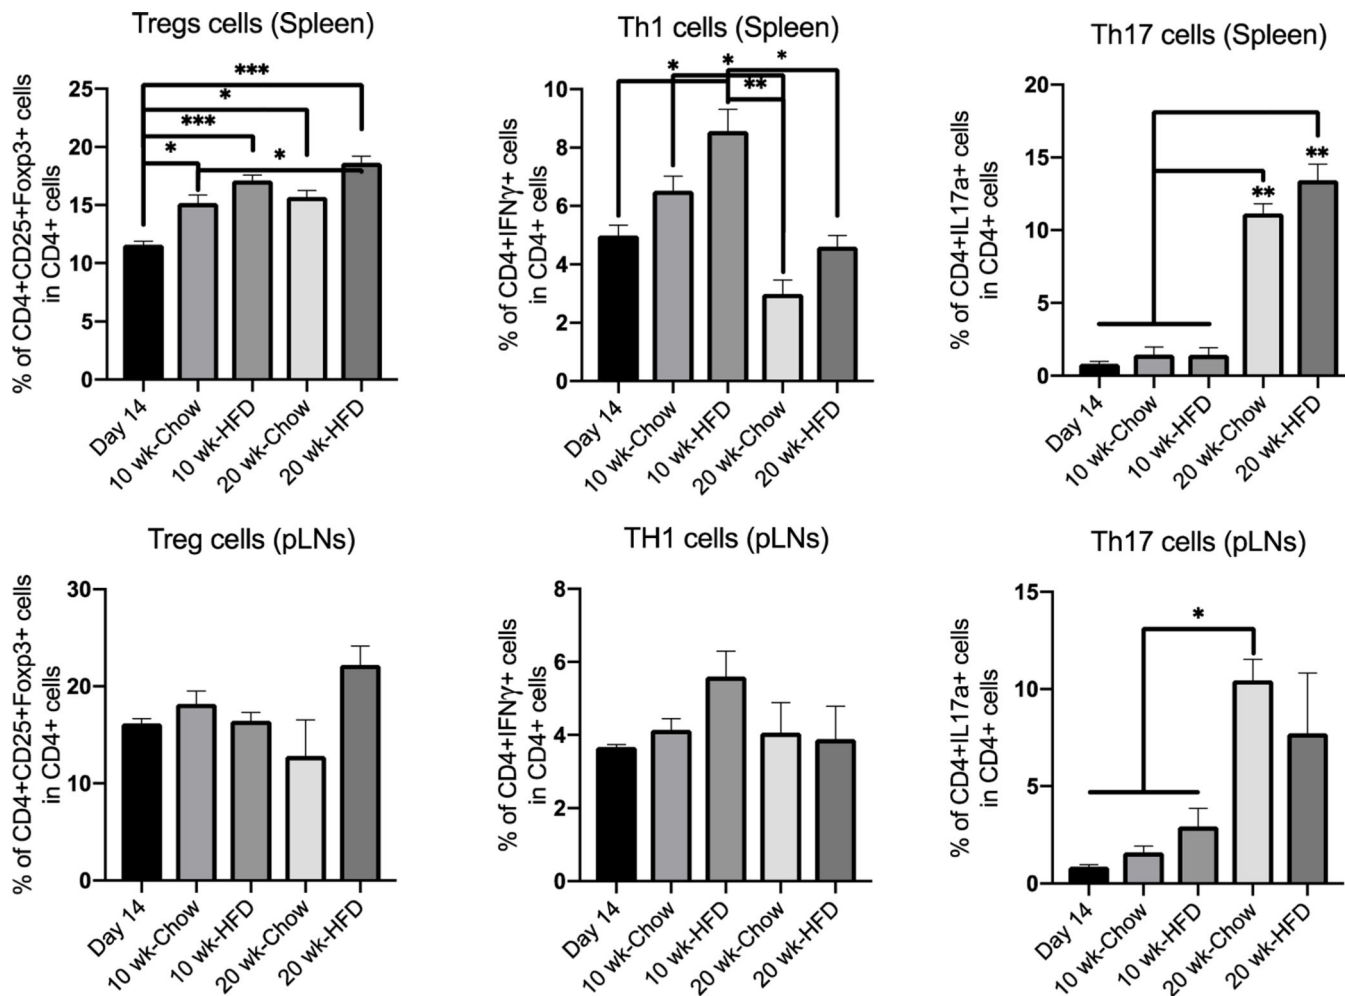 Tregs cells (Spleen)
% of CD4+CD25+Foxp3+ cells
in CD4+ cells
25
20
15
10
5
0
***
*
***
*
*
Day 14
10 wk-Chow
10 wk-HFD
20 wk-Chow
20 wk-HFD
Th1 cells (Spleen)
% of CD4+IFNγ+ cells
in CD4+ cells
10
8
6
4
2
0
*
*
*
**
Day 14
10 wk-Chow
10 wk-HFD
20 wk-Chow
20 wk-HFD
Th17 cells (Spleen)
% of CD4+IL17a+ cells
in CD4+ cells
20
15
10
5
0
**
**
Day 14
10 wk-Chow
10 wk-HFD
20 wk-Chow
20 wk-HFD
Treg cells (pLNs)
% of CD4+CD25+Foxp3+ cells
in CD4+ cells
30
20
10
0
Day 14
10 wk-Chow
10 wk-HFD
20 wk-Chow
20 wk-HFD
TH1 cells (pLNs)
% of CD4+IFNγ+ cells
in CD4+ cells
8
6
4
2
0
Day 14
10 wk-Chow
10 wk-HFD
20 wk-Chow
20 wk-HFD
Th17 cells (pLNs)
% of CD4+IL17a+ cells
in CD4+ cells
15
10
5
0
*
Day 14
10 wk-Chow
10 wk-HFD
20 wk-Chow
20 wk-HFD